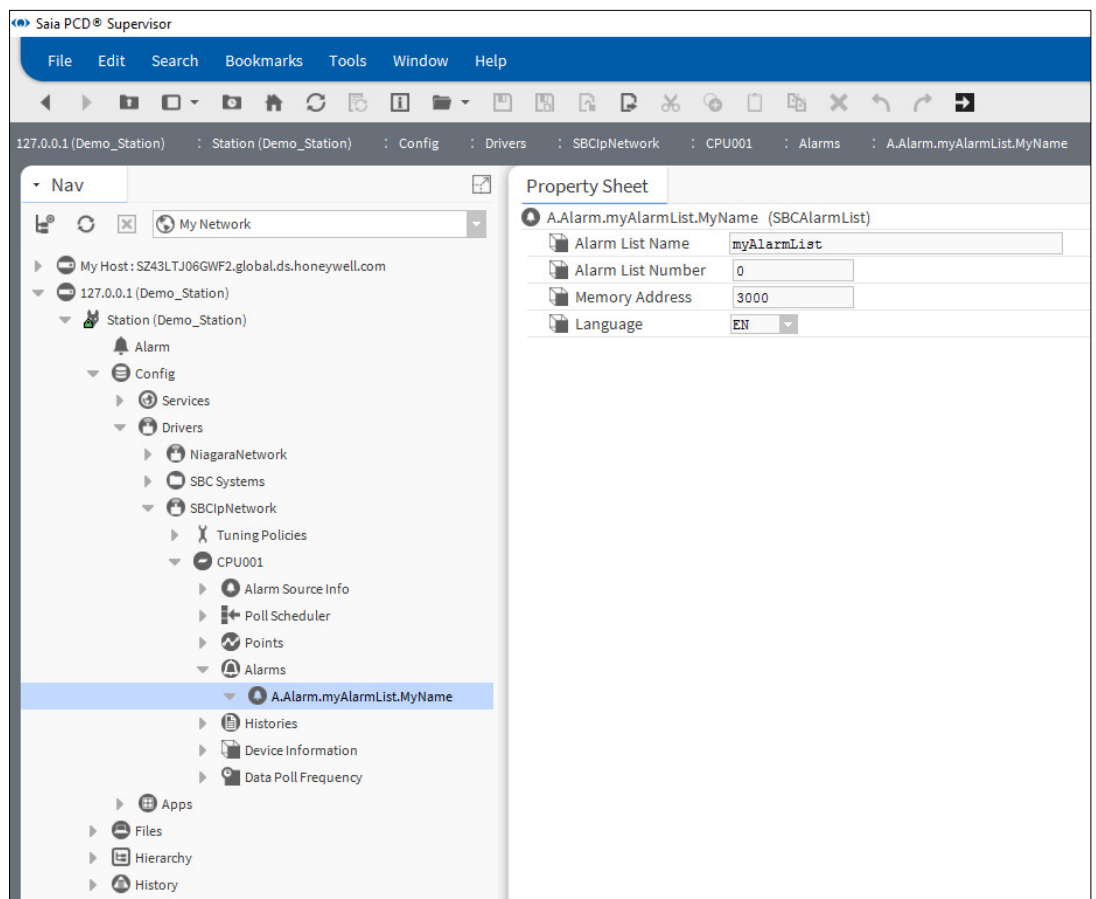 Saia PCD® Supervisor
File Edit Search Bookmarks Tools Window Help
127.0.0.1 (Demo_Station) : Station (Demo_Station) : Config : Drivers : SBCIpNetwork : CPU001 : Alarms : A.Alarm.myAlarmList.MyName
Nav
My Network
My Host : SZ43LTJ06GWF2.global.ds.honeywell.com
127.0.0.1 (Demo_Station)
Station (Demo_Station)
Alarm
Config
Services
Drivers
NiagaraNetwork
SBC Systems
SBCIpNetwork
Tuning Policies
CPU001
Alarm Source Info
Poll Scheduler
Points
Alarms
A.Alarm.myAlarmList.MyName
Histories
Device Information
Data Poll Frequency
Apps
Files
Hierarchy
History
Property Sheet
A.Alarm.myAlarmList.MyName (SBCAlarmList)
Alarm List Name myAlarmList
Alarm List Number 0
Memory Address 3000
Language EN